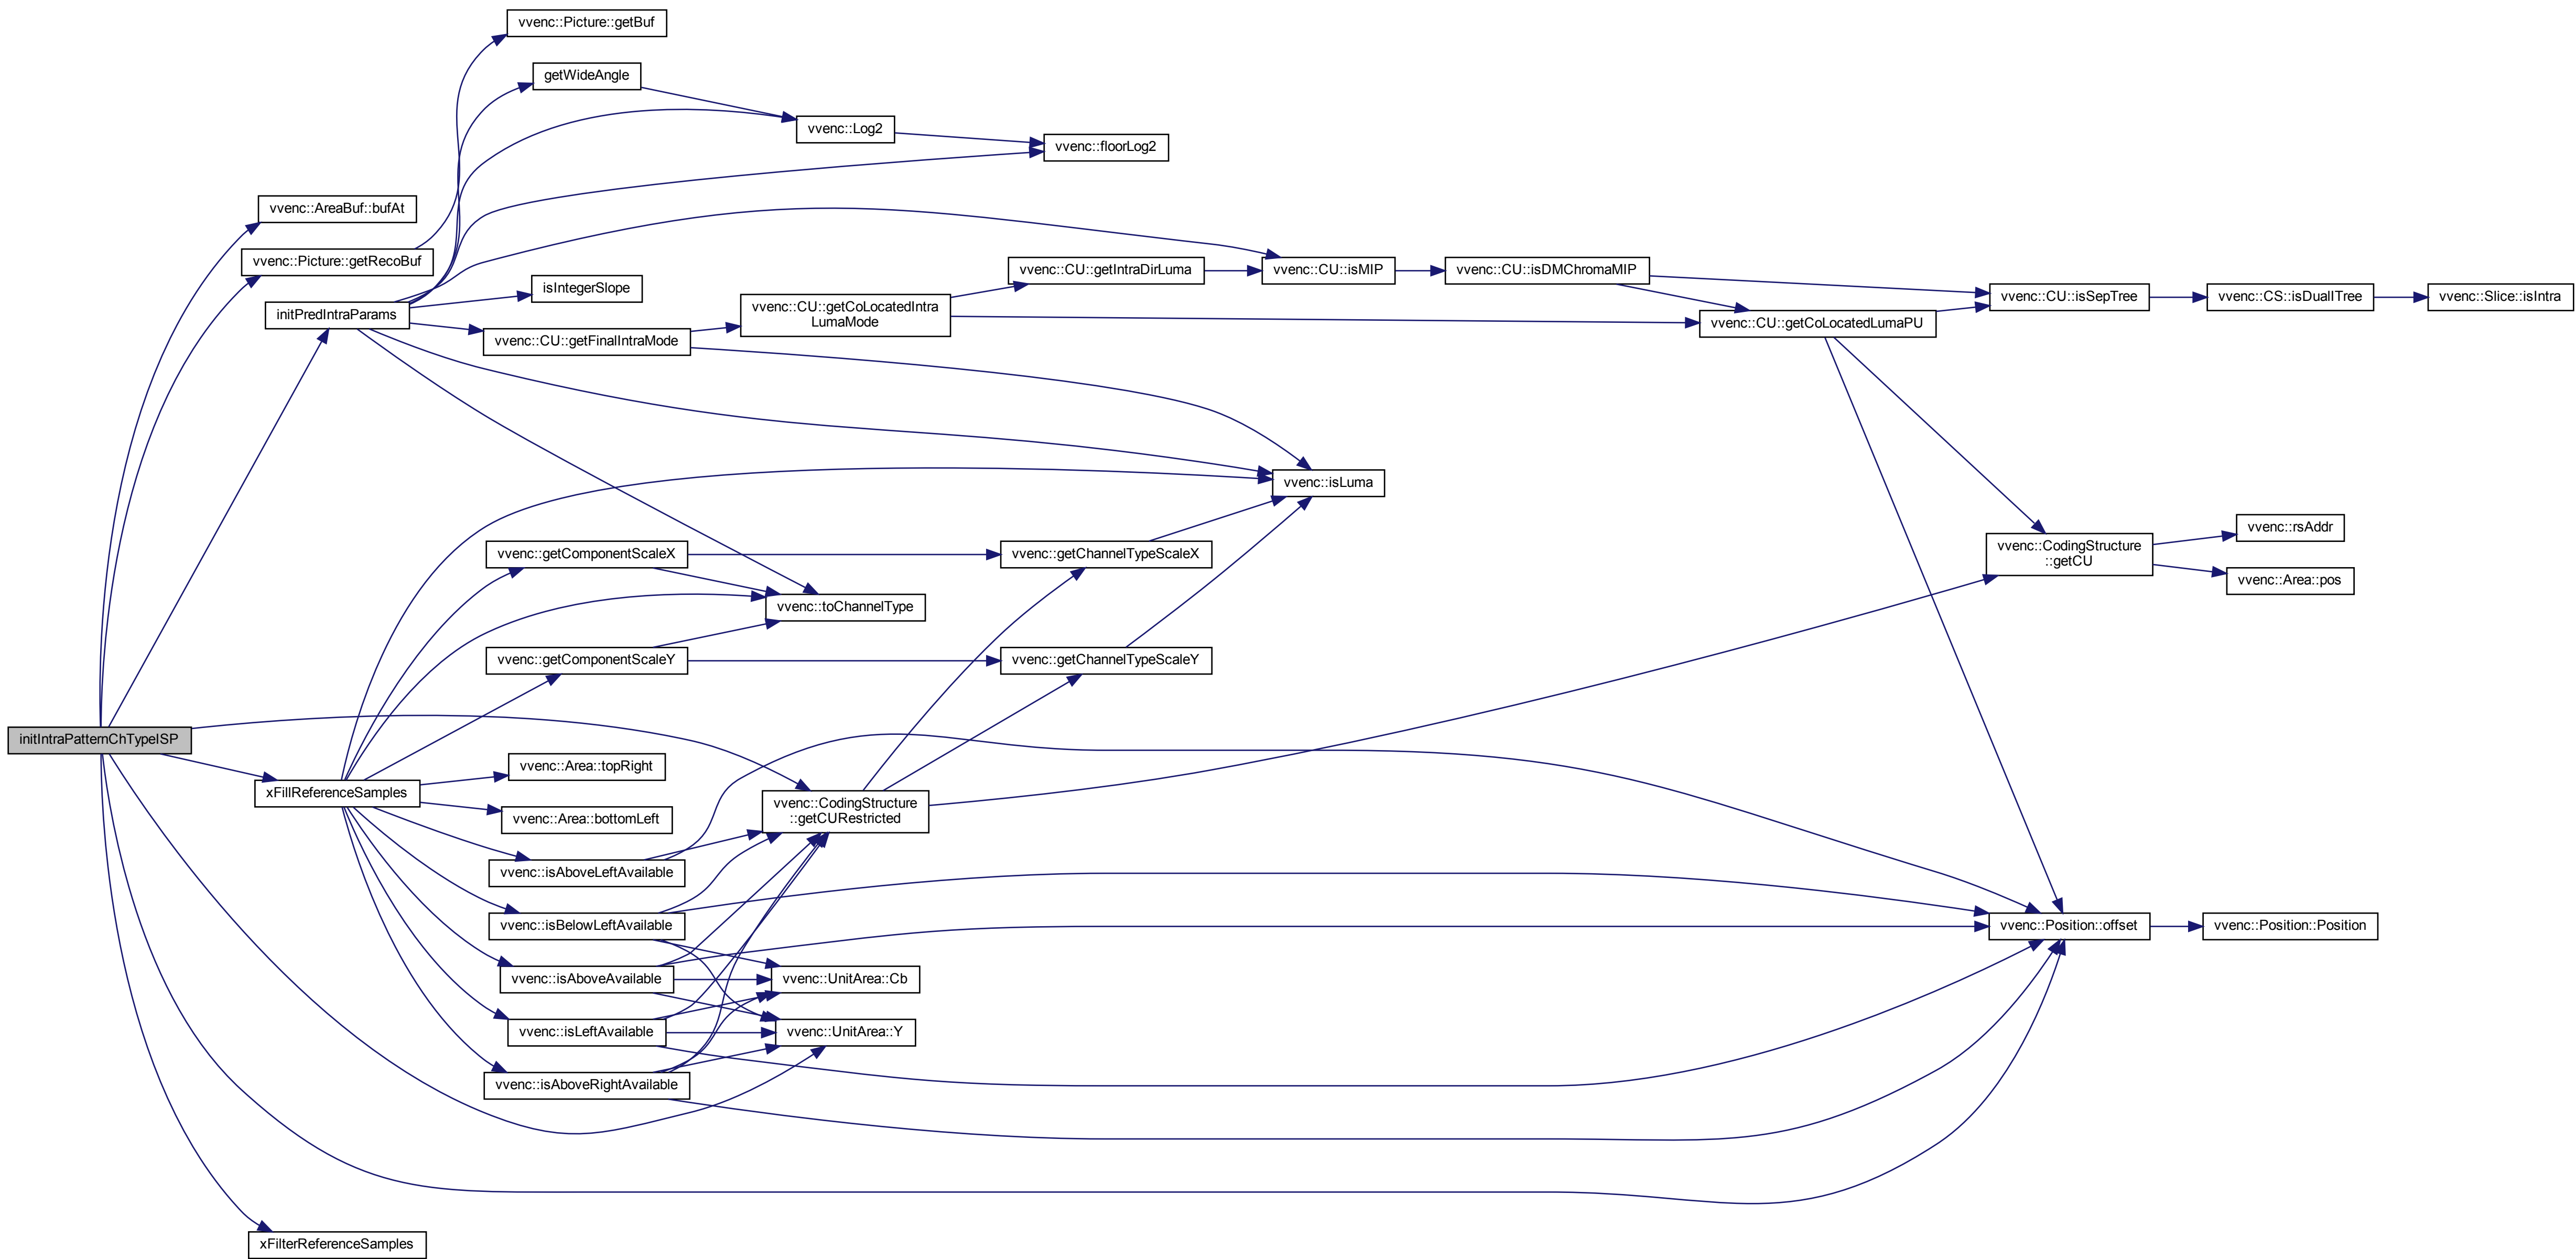 vvenc::Picture::getBuf
getWideAngle
vvenc::Log2
vvenc::floorLog2
vvenc::AreaBuf::bufAt
vvenc::Picture::getRecoBuf
initPredIntraParams
isIntegerSlope
vvenc::CU::getFinalIntraMode
vvenc::CU::getCoLocatedIntra
LumaMode
vvenc::CU::getIntraDirLuma
vvenc::CU::isMIP
vvenc::CU::isDMChromaMIP
vvenc::CU::getCoLocatedLumaPU
vvenc::CU::isSepTree
vvenc::CS::isDualITree
vvenc::Slice::isIntra
vvenc::isLuma
vvenc::getComponentScaleX
vvenc::getChannelTypeScaleX
vvenc::CodingStructure
::getCU
vvenc::rsAddr
vvenc::Area::pos
vvenc::toChannelType
vvenc::getComponentScaleY
vvenc::getChannelTypeScaleY
initIntraPatternChTypeISP
xFillReferenceSamples
vvenc::Area::topRight
vvenc::Area::bottomLeft
vvenc::CodingStructure
::getCURestricted
vvenc::isAboveLeftAvailable
vvenc::isBelowLeftAvailable
vvenc::Position::offset
vvenc::Position::Position
vvenc::isAboveAvailable
vvenc::UnitArea::Cb
vvenc::isLeftAvailable
vvenc::UnitArea::Y
vvenc::isAboveRightAvailable
xFilterReferenceSamples